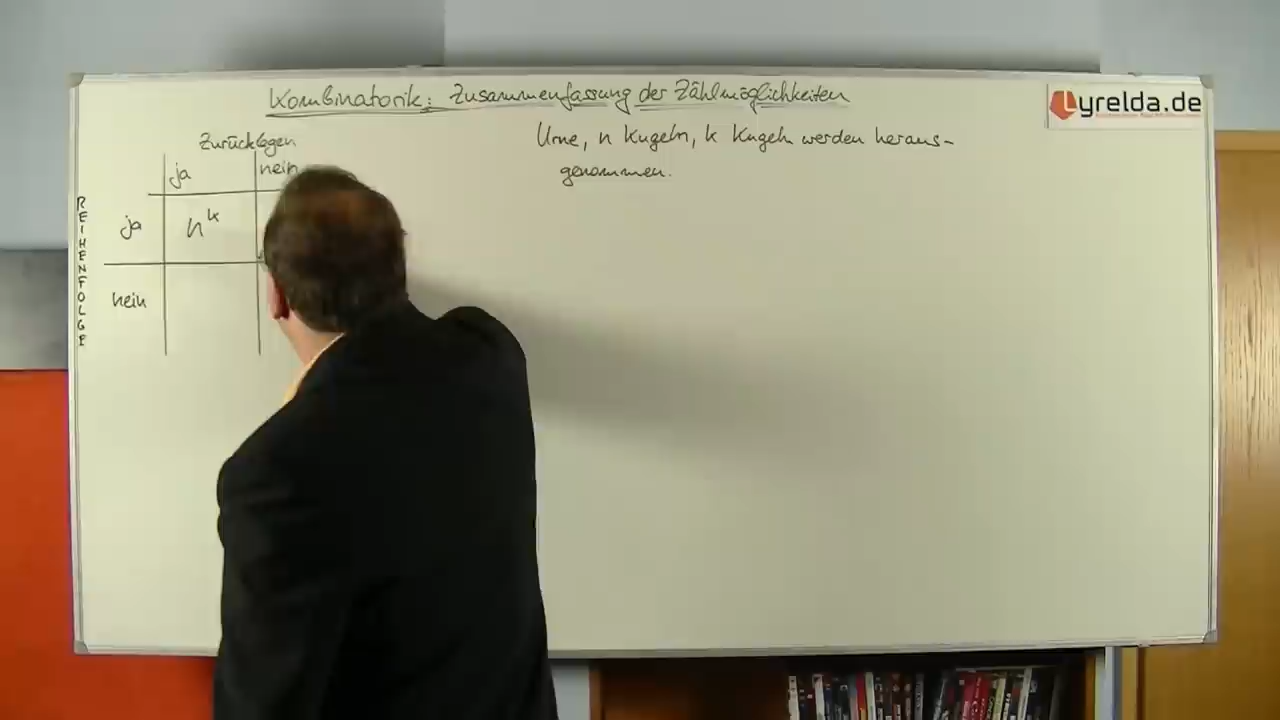 Kombinatorik: Zusammenfassung der Zählmöglichkeiten
Lyrelda.de
Urne, n Kugeln, k Kugeln werden heraus-
genommen.
Zurücklegen
ja nein
REIHENFOLGE
ja n^k
nein